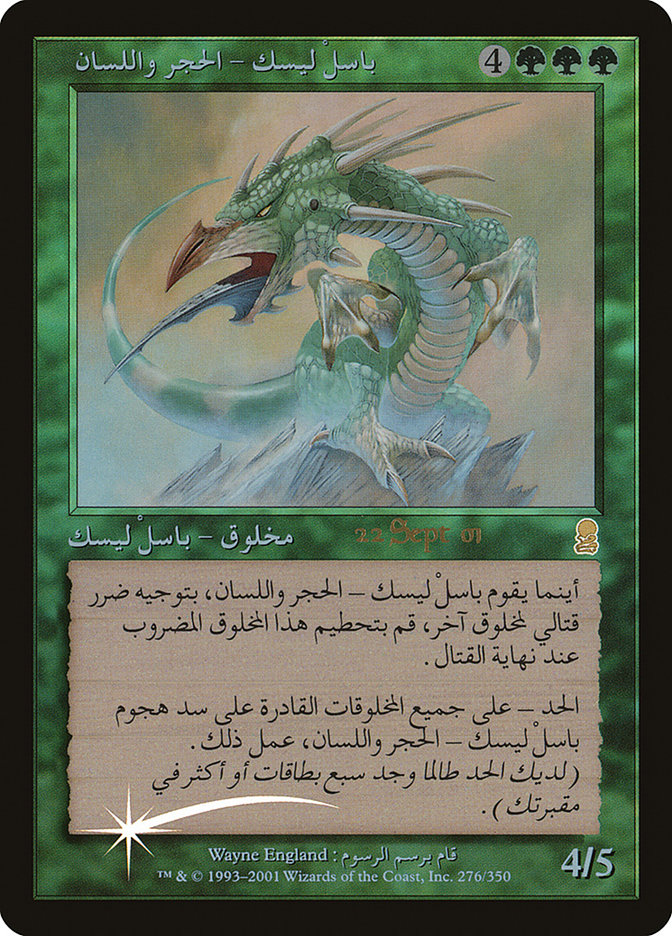 باسلْ ليسك – الحجر واللسان 4
مخلوق – باسلْ ليسك 22 Sept 01
أينما يقوم باسلْ ليسك – الحجر واللسان، بتوجيه ضرر
قتالي لمخلوق آخر، قم بتحطيم هذا المخلوق المضروب
عند نهاية القتال.
الحد – على جميع المخلوقات القادرة على سد هجوم
باسلْ ليسك – الحجر واللسان، عمل ذلك.
(لديك الحد طالما وجد سبع بطاقات أو أكثر في
مقبرتك).
قام برسم الرسوم: Wayne England
™ & © 1993–2001 Wizards of the Coast, Inc. 276/350
4/5